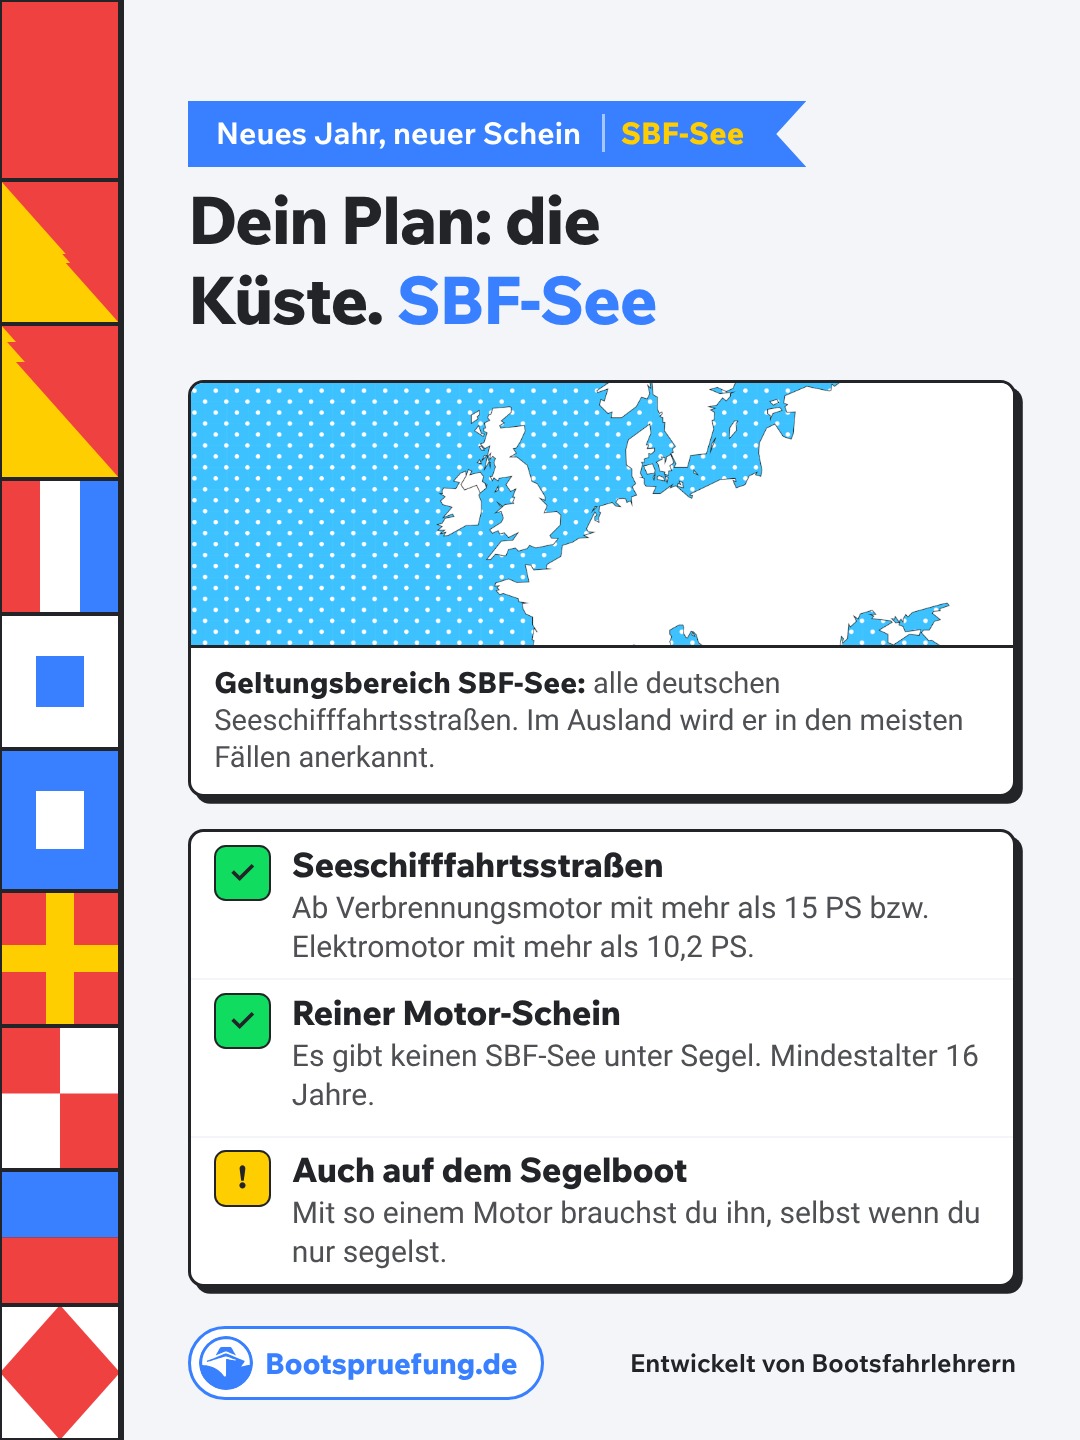 Neues Jahr, neuer Schein | SBF-See
Dein Plan: die
Küste. SBF-See
Geltungsbereich SBF-See: alle deutschen
Seeschifffahrtsstraßen. Im Ausland wird er in den meisten
Fällen anerkannt.
Seeschifffahrtsstraßen
Ab Verbrennungsmotor mit mehr als 15 PS bzw.
Elektromotor mit mehr als 10,2 PS.
Reiner Motor-Schein
Es gibt keinen SBF-See unter Segel. Mindestalter 16
Jahre.
!
Auch auf dem Segelboot
Mit so einem Motor brauchst du ihn, selbst wenn du
nur segelst.
Bootspruefung.de
Entwickelt von Bootsfahrlehrern